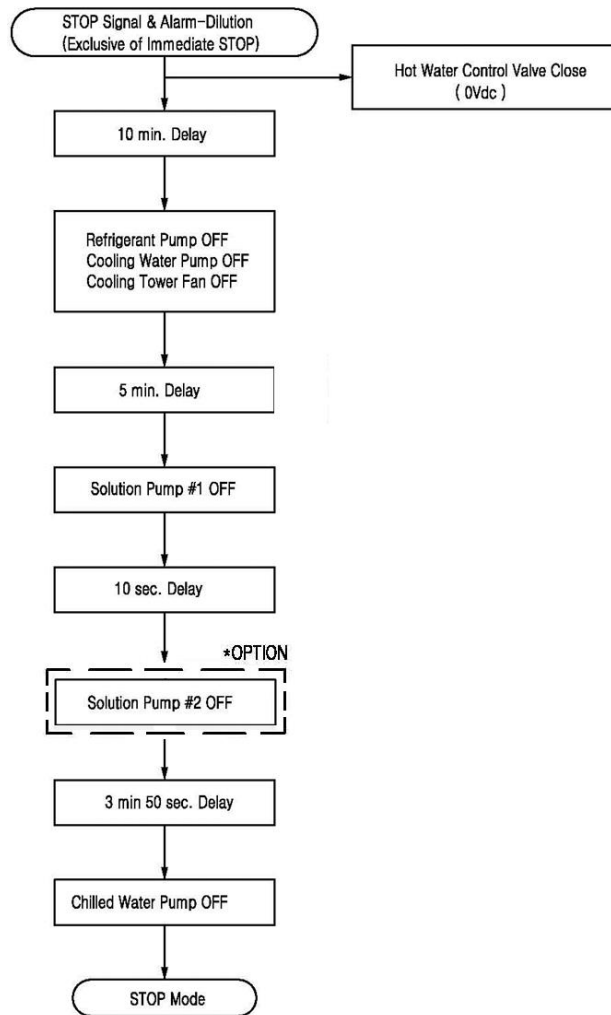 STOP Signal & Alarm-Dilution
(Exclusive of Immediate STOP)
Hot Water Control Valve Close
( 0Vdc )
10 min. Delay
Refrigerant Pump OFF
Cooling Water Pump OFF
Cooling Tower Fan OFF
5 min. Delay
Solution Pump #1 OFF
10 sec. Delay
*OPTION
Solution Pump #2 OFF
3 min 50 sec. Delay
Chilled Water Pump OFF
STOP Mode